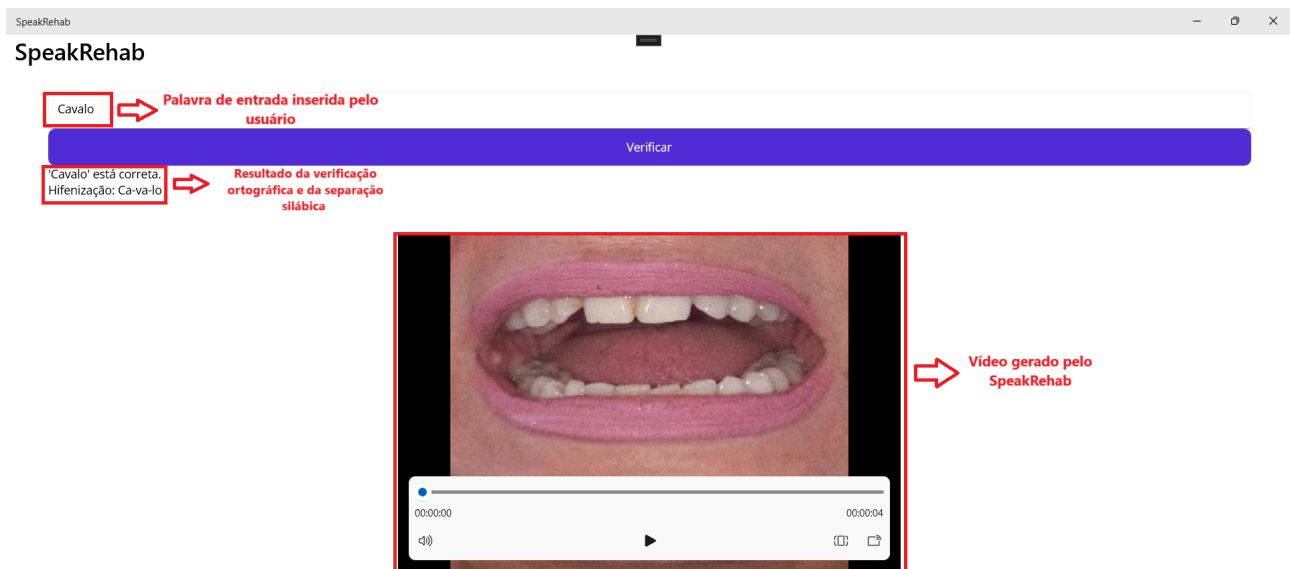 SpeakRehab
SpeakRehab
Cavalo
Palavra de entrada inserida pelo
usuário
Verificar
'Cavalo' está correta.
Hifenização: Ca-va-lo
Resultado da verificação
ortográfica e da separação
silábica
Vídeo gerado pelo
SpeakRehab
00:00:00
00:00:04